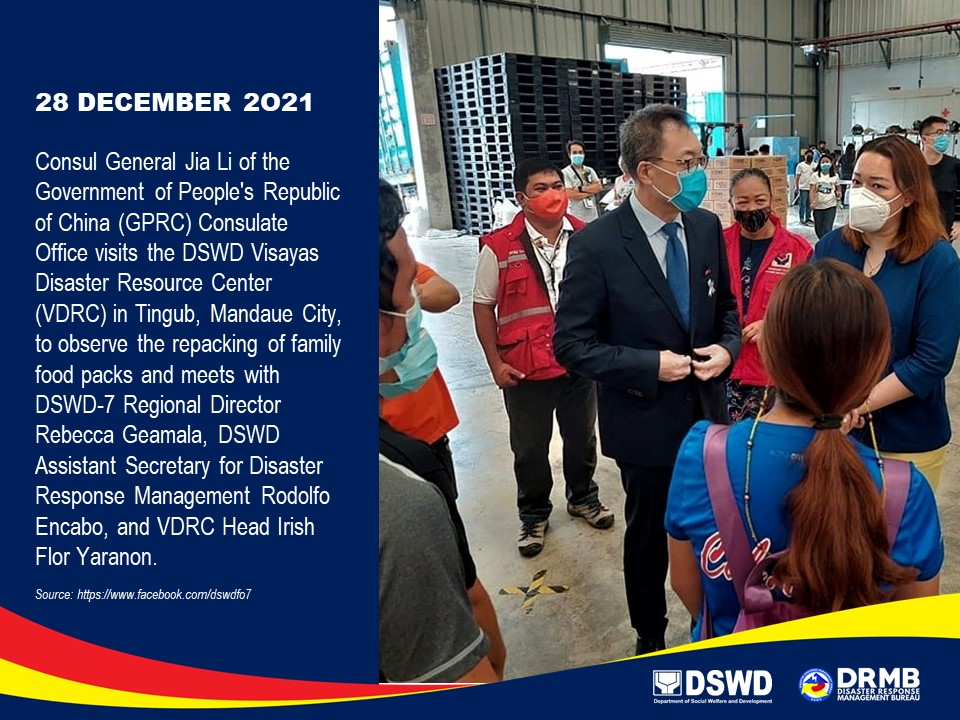 28 DECEMBER 2O21
Consul General Jia Li of the
Government of People's Republic
of China (GPRC) Consulate
Office visits the DSWD Visayas
Disaster Resource Center
(VDRC) in Tingub, Mandaue City,
to observe the repacking of family
food packs and meets with
DSWD-7 Regional Director
Rebecca Geamala, DSWD
Assistant Secretary for Disaster
Response Management Rodolfo
Encabo, and VDRC Head Irish
Flor Yaranon.
Source: https://www.facebook.com/dswdfo7
DSWD
Department of Social Welfare and Development
DRMB
DISASTER RESPONSE
MANAGEMENT BUREAU